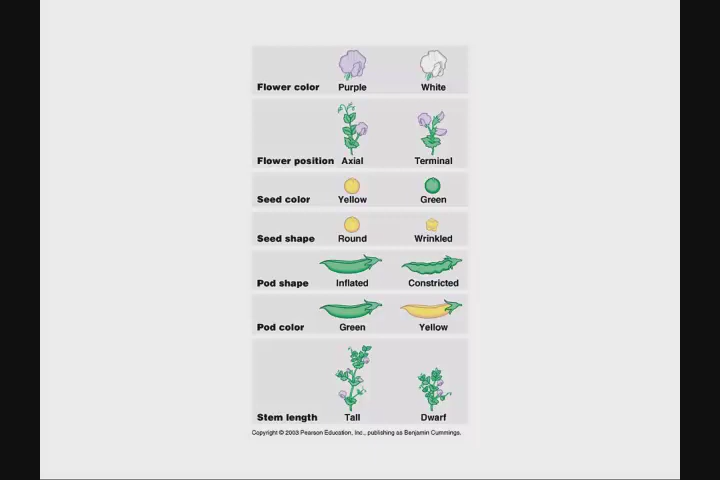 Flower color Purple White
Flower position Axial Terminal
Seed color Yellow Green
Seed shape Round Wrinkled
Pod shape Inflated Constricted
Pod color Green Yellow
Stem length Tall Dwarf
Copyright © 2003 Pearson Education, Inc., publishing as Benjamin Cummings.